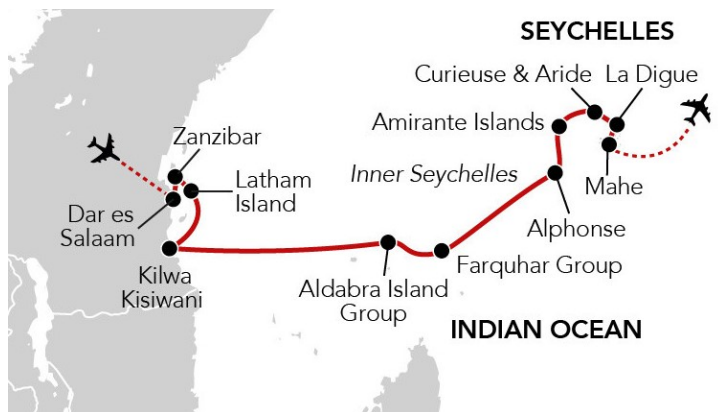 SEYCHELLES
Curieuse & Aride
La Digue
Amirante Islands
Zanzibar
Inner Seychelles
Latham
Island
Mahe
Dar es
Salaam
Alphonse
Kilwa
Kisiwani
Farquhar Group
Aldabra Island
Group
INDIAN OCEAN